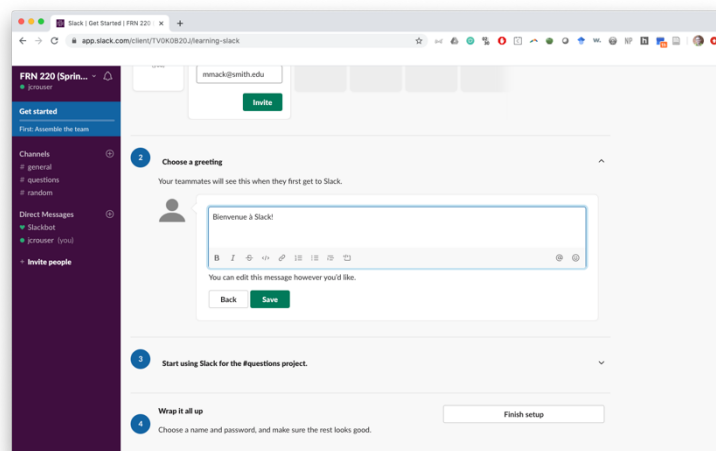 Slack | Get Started | FRN 220
app.slack.com/client/TV0K0820J/learning-slack
FRN 220 (Sprin...
jcrouser
Get started
First: Assemble the team
Channels
# general
# questions
# random
Direct Messages
Slackbot
jcrouser (you)
+ Invite people
mmack@smith.edu
Invite
2
Choose a greeting
Your teammates will see this when they first get to Slack.
Bienvenue à Slack!
B I S </>
You can edit this message however you'd like.
Back Save
3
Start using Slack for the #questions project.
4
Wrap it all up
Choose a name and password, and make sure the rest looks good.
Finish setup